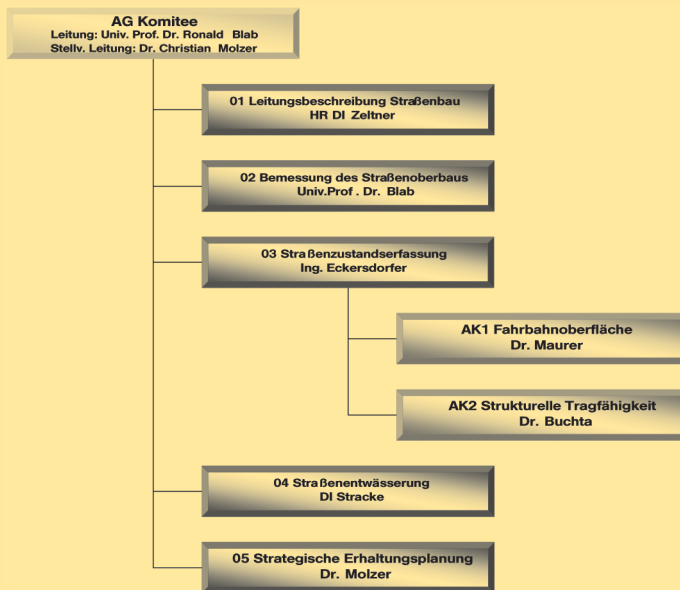 AG Komitee
Leitung: Univ. Prof. Dr. Ronald Blab
Stellv. Leitung: Dr. Christian Molzer
01 Leitungsbeschreibung Straßenbau
HR DI Zeltner
02 Bemessung des Straßenoberbaus
Univ.Prof . Dr. Blab
03 Straßenzustandserfassung
Ing. Eckersdorfer
AK1 Fahrbahnoberfläche
Dr. Maurer
AK2 Strukturelle Tragfähigkeit
Dr. Buchta
04 Straßenentwässerung
DI Stracke
05 Strategische Erhaltungsplanung
Dr. Molzer